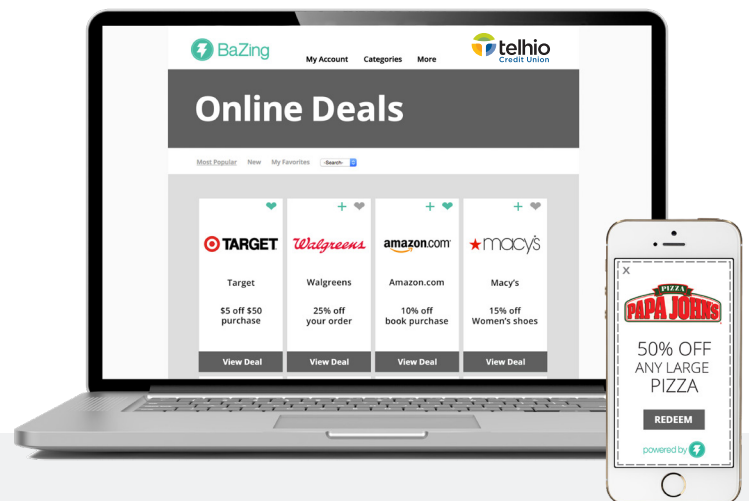 BaZing
My Account Categories More
telhio
Credit Union
Online Deals
Most Popular New My Favorites -Search-
TARGET Walgreens amazon.com macy's
Target Walgreens Amazon.com Macy's
$5 off $50 25% off 10% off 15% off
purchase your order book purchase Women's shoes
View Deal View Deal View Deal View Deal
X
PIZZA
PAPA JOHN'S
50% OFF
ANY LARGE
PIZZA
REDEEM
powered by